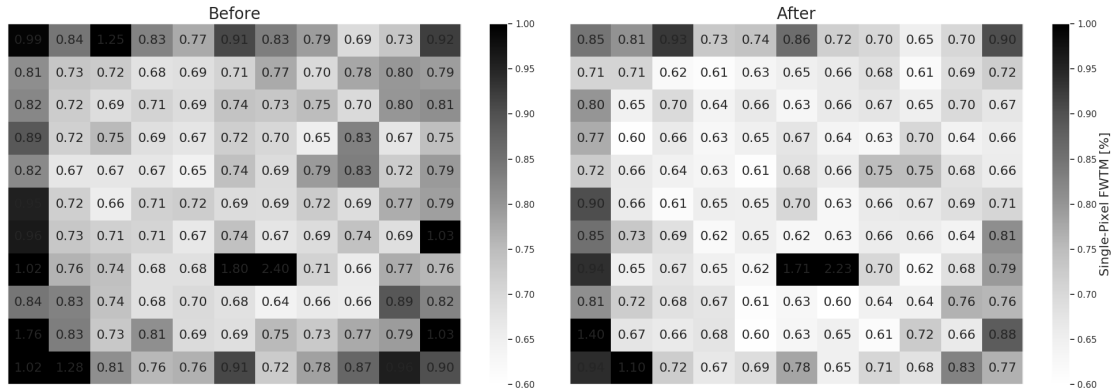 Before After
0.99 0.84 1.25 0.83 0.77 0.91 0.83 0.79 0.69 0.73 0.92 1.00 0.85 0.81 0.93 0.73 0.74 0.86 0.72 0.70 0.65 0.70 0.90 1.00
0.81 0.73 0.72 0.68 0.69 0.71 0.77 0.70 0.78 0.80 0.79 0.95 0.71 0.71 0.62 0.61 0.63 0.65 0.66 0.68 0.61 0.69 0.72 0.95
0.82 0.72 0.69 0.71 0.69 0.74 0.73 0.75 0.70 0.80 0.81 0.90 0.80 0.65 0.70 0.64 0.66 0.63 0.66 0.67 0.65 0.70 0.67 0.90
0.89 0.72 0.75 0.69 0.67 0.72 0.70 0.65 0.83 0.67 0.75 0.85 0.77 0.60 0.66 0.63 0.65 0.67 0.64 0.63 0.70 0.64 0.66 0.85
0.82 0.67 0.67 0.67 0.65 0.74 0.69 0.79 0.83 0.72 0.79 0.80 0.72 0.66 0.64 0.63 0.61 0.68 0.66 0.75 0.75 0.68 0.66 0.80
0.72 0.66 0.71 0.72 0.69 0.69 0.72 0.69 0.77 0.79 0.90 0.66 0.61 0.65 0.65 0.70 0.63 0.66 0.67 0.69 0.71
0.96 0.73 0.71 0.71 0.67 0.74 0.67 0.69 0.74 0.69 1.03 0.75 0.85 0.73 0.69 0.62 0.65 0.62 0.63 0.66 0.66 0.64 0.81 0.75
1.02 0.76 0.74 0.68 0.68 1.80 2.40 0.71 0.66 0.77 0.76 0.70 0.94 0.65 0.67 0.65 0.62 1.71 2.23 0.70 0.62 0.68 0.79 0.70
0.84 0.83 0.74 0.68 0.70 0.68 0.64 0.66 0.66 0.89 0.82 0.65 0.81 0.72 0.68 0.67 0.61 0.63 0.60 0.64 0.64 0.76 0.76 0.65
1.76 0.83 0.73 0.81 0.69 0.69 0.75 0.73 0.77 0.79 1.03 1.40 0.67 0.66 0.68 0.60 0.63 0.65 0.61 0.72 0.66 0.88
1.02 1.28 0.81 0.76 0.76 0.91 0.72 0.78 0.87 0.90 0.60 0.94 1.10 0.72 0.67 0.69 0.78 0.65 0.71 0.68 0.83 0.77 0.60
Single-Pixel FWTM [%]